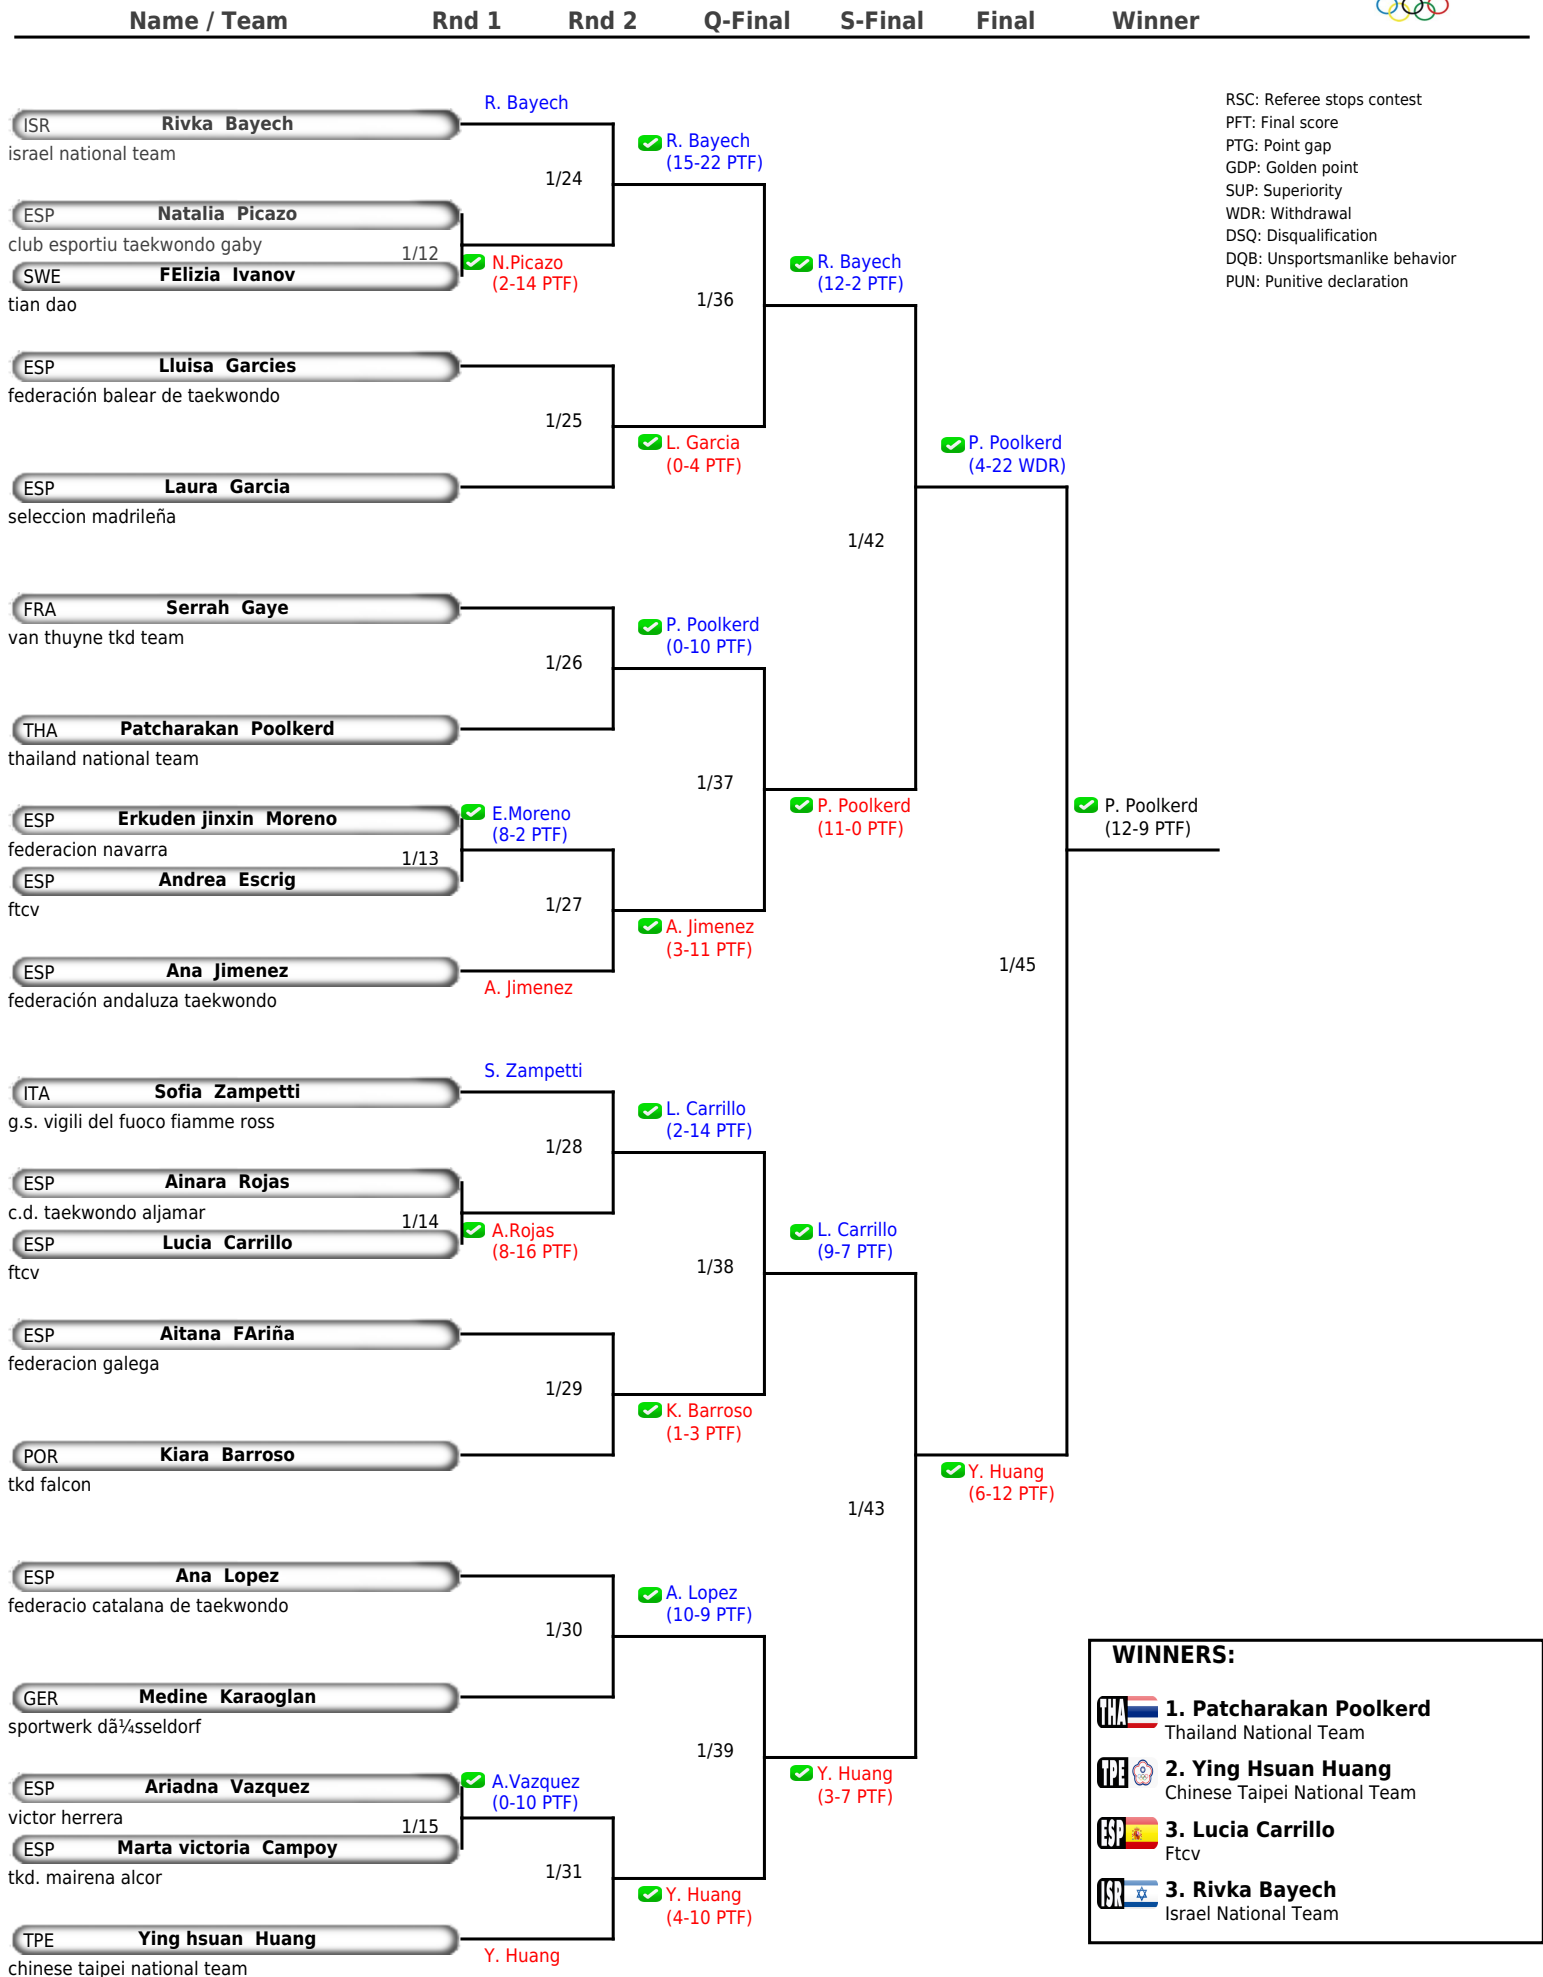 Name / Team Rnd 1 Rnd 2 Q-Final S-Final Final Winner
RSC: Referee stops contest
PFT: Final score
PTG: Point gap
GDP: Golden point
SUP: Superiority
WDR: Withdrawal
DSQ: Disqualification
DQB: Unsportsmanlike behavior
PUN: Punitive declaration
R. Bayech
ISR Rivka Bayech
israel national team
R. Bayech
(15-22 PTF)
1/24
ESP Natalia Picazo
club esportiu taekwondo gaby
1/12
SWE FElizia Ivanov
tian dao
N.Picazo
(2-14 PTF)
R. Bayech
(12-2 PTF)
1/36
ESP Lluisa Garcies
federación balear de taekwondo
1/25
L. Garcia
(0-4 PTF)
P. Poolkerd
(4-22 WDR)
ESP Laura Garcia
seleccion madrileña
1/42
FRA Serrah Gaye
van thuyne tkd team
P. Poolkerd
(0-10 PTF)
1/26
THA Patcharakan Poolkerd
thailand national team
1/37
ESP Erkuden jinxin Moreno
federacion navarra
E.Moreno
(8-2 PTF)
P. Poolkerd
(11-0 PTF)
P. Poolkerd
(12-9 PTF)
1/13
ESP Andrea Escrig
ftcv
1/27
A. Jimenez
(3-11 PTF)
ESP Ana Jimenez
federación andaluza taekwondo
A. Jimenez
1/45
S. Zampetti
ITA Sofia Zampetti
g.s. vigili del fuoco fiamme ross
L. Carrillo
(2-14 PTF)
1/28
ESP Ainara Rojas
c.d. taekwondo aljamar
1/14
ESP Lucia Carrillo
ftcv
A.Rojas
(8-16 PTF)
L. Carrillo
(9-7 PTF)
1/38
ESP Aitana FAriña
federacion galega
1/29
K. Barroso
(1-3 PTF)
POR Kiara Barroso
tkd falcon
Y. Huang
(6-12 PTF)
1/43
ESP Ana Lopez
federacio catalana de taekwondo
A. Lopez
(10-9 PTF)
1/30
GER Medine Karaoglan
sportwerk dã¼sseldorf
1/39
ESP Ariadna Vazquez
victor herrera
A.Vazquez
(0-10 PTF)
Y. Huang
(3-7 PTF)
1/15
ESP Marta victoria Campoy
tkd. mairena alcor
1/31
Y. Huang
(4-10 PTF)
TPE Ying hsuan Huang
chinese taipei national team
Y. Huang
WINNERS:
THA 1. Patcharakan Poolkerd
Thailand National Team
TPE 2. Ying Hsuan Huang
Chinese Taipei National Team
ESP 3. Lucia Carrillo
Ftcv
ISR 3. Rivka Bayech
Israel National Team